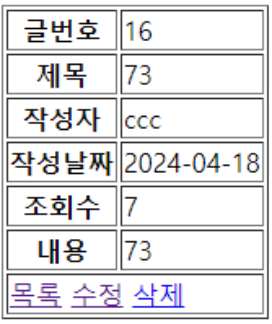 글번호 16
제목 73
작성자 ccc
작성날짜 2024-04-18
조회수 7
내용 73
목록 수정 삭제